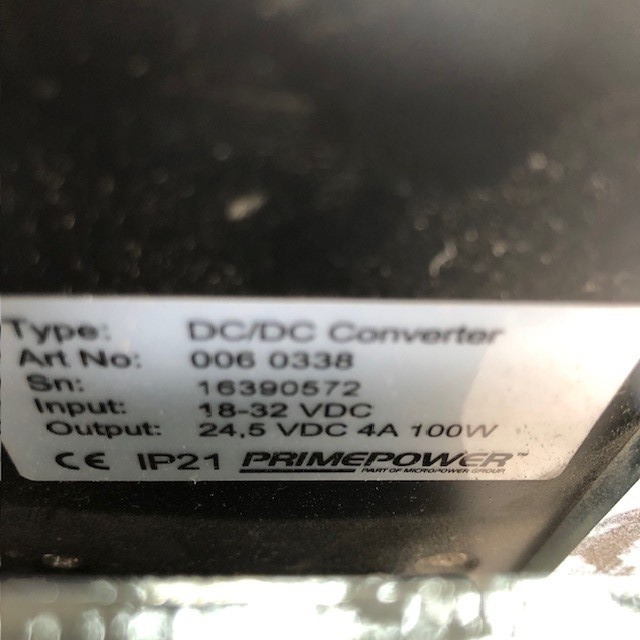 Type: DC/DC Converter
Art No: 006 0338
Sn: 16390572
Input: 18-32 VDC
Output: 24,5 VDC 4A 100W
CE IP21 PRIMEPOWER™
PART OF MICROPOWER GROUP